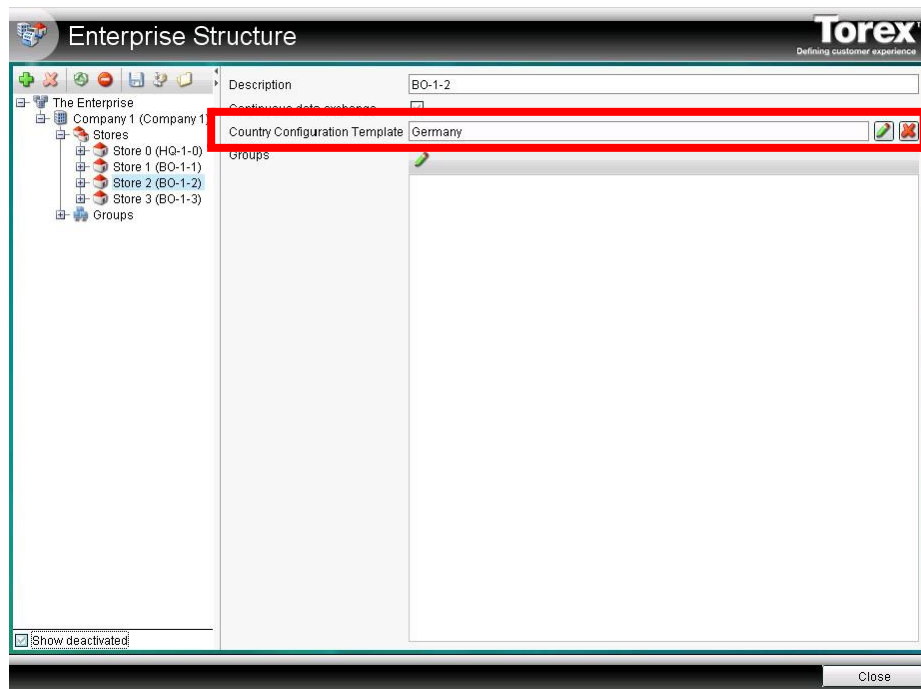 Enterprise Structure
Torex
Defining customer experience
Description
BO-1-2
The Enterprise
Continuous data exchange
Company 1 (Company 1)
Country Configuration Template
Germany
Stores
Store 0 (HQ-1-0)
Groups
Store 1 (BO-1-1)
Store 2 (BO-1-2)
Store 3 (BO-1-3)
Groups
Show deactivated
Close